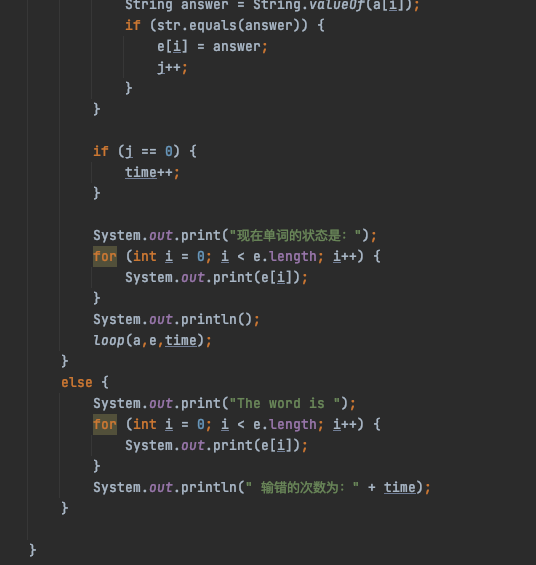 String answer = String.valueOf(a[i]);
if (str.equals(answer)) {
e[i] = answer;
j++;
}
}
if (j == 0) {
time++;
}
System.out.print("现在单词的状态是: ");
for (int i = 0; i < e.length; i++) {
System.out.print(e[i]);
}
System.out.println();
loop(a,e,time);
}
else {
System.out.print("The word is ");
for (int i = 0; i < e.length; i++) {
System.out.print(e[i]);
}
System.out.println(" 输错的次数为: " + time);
}
}